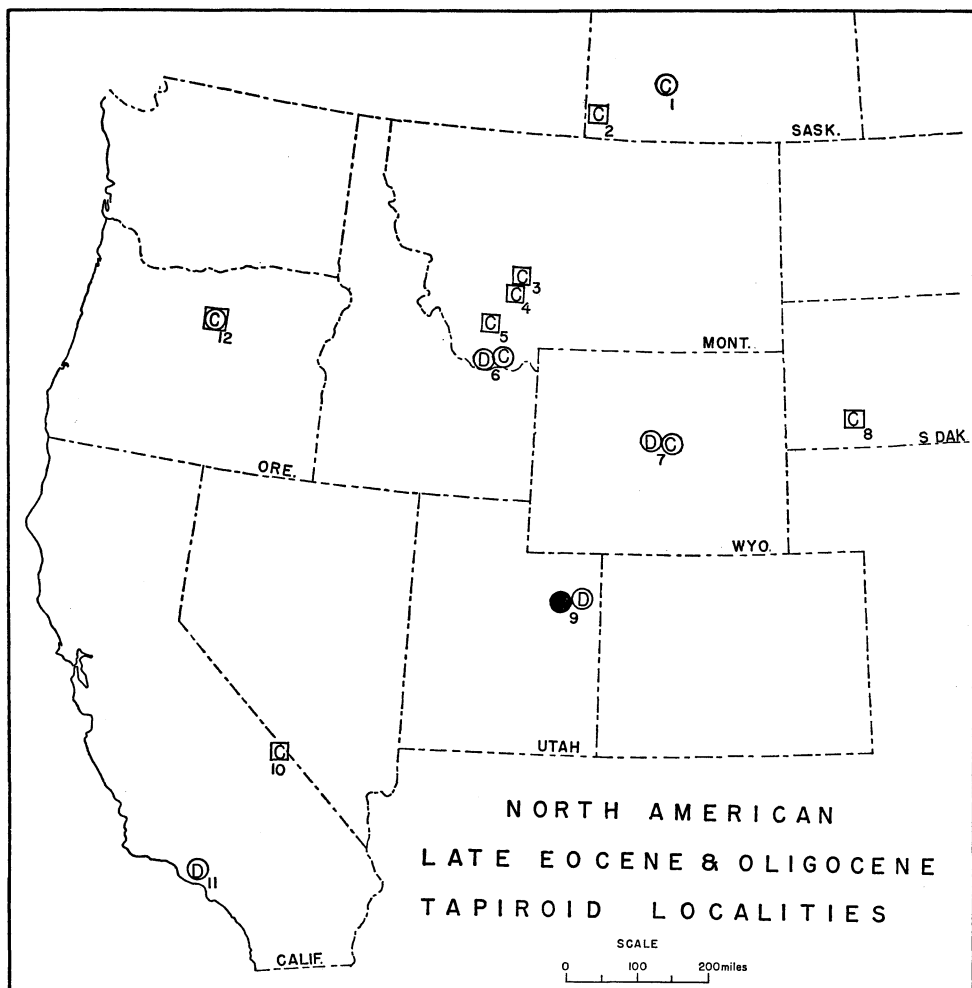 C
1
C
2
SASK.
C
3
C
4
C
12
C
5
D C
6
MONT.
C
8
S DAK.
D C
7
ORE.
WYO.
D
9
UTAH
C
10
NORTH AMERICAN
LATE EOCENE & OLIGOCENE
TAPIROID LOCALITIES
D
11
CALIF.
SCALE
0 100 200miles